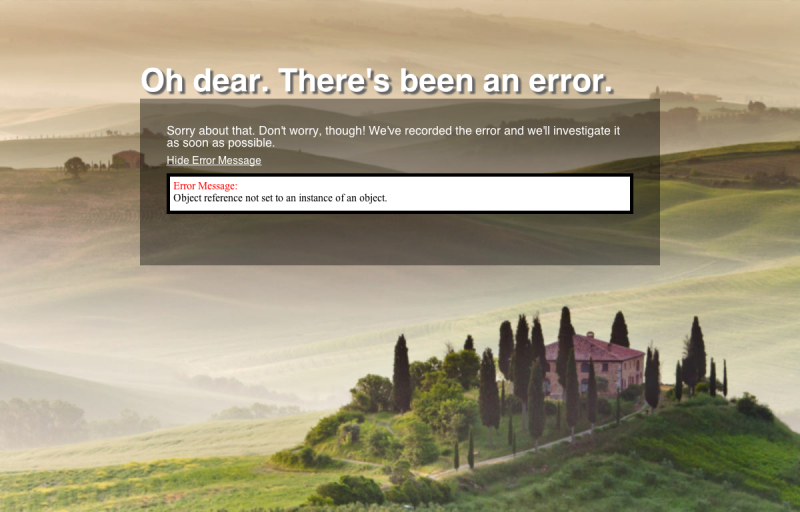 Oh dear. There's been an error.
Sorry about that. Don't worry, though! We've recorded the error and we'll investigate it
as soon as possible.
Hide Error Message
Error Message:
Object reference not set to an instance of an object.